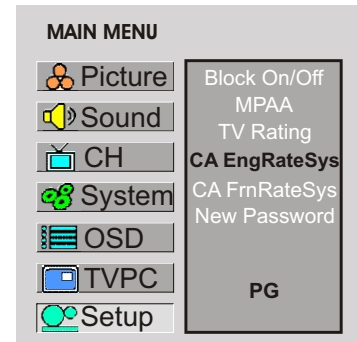 MAIN MENU
Picture
Sound
CH
System
OSD
TVPC
Setup
Block On/Off
MPAA
TV Rating
CA EngRateSys
CA FrnRateSys
New Password
PG